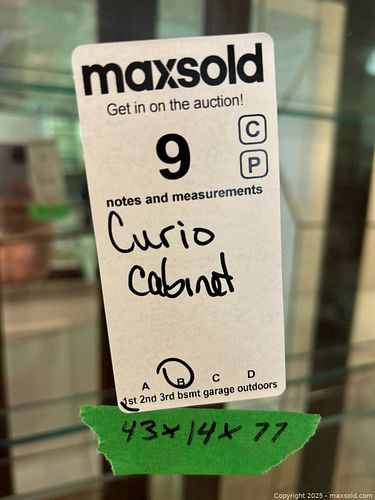 maxsold
Get in on the auction!
9
C
P
notes and measurements
Curio
cabinet
A B C D
1st 2nd 3rd bsmt garage outdoors
43x14x77
Copyright 2025 - maxsold.com